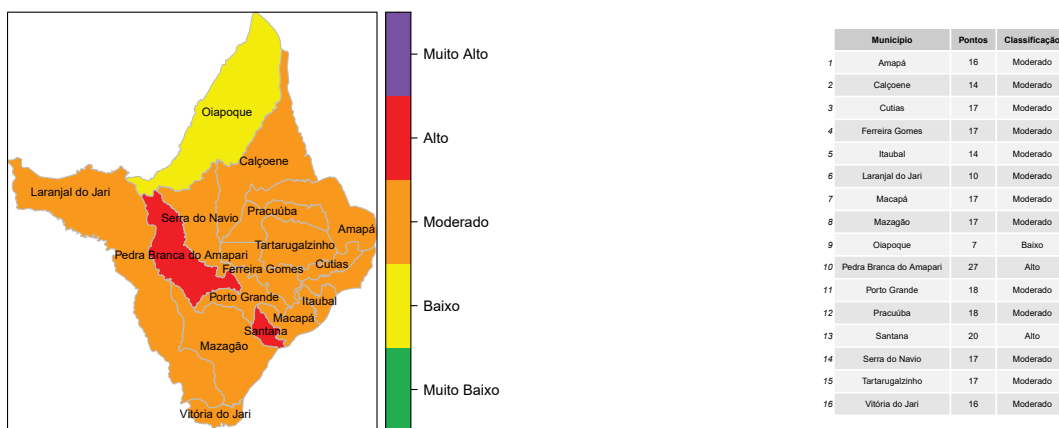 Oiapoque
Calçoene
Laranjal do Jari
Serra do Navio
Pracuúba
Amapá
Tartarugalzinho
Pedra Branca do Amapari
Cutias
Ferreira Gomes
Porto Grande
Itaubal
Macapá
Santana
Mazagão
Vitória do Jari
Muito Alto
Alto
Moderado
Baixo
Muito Baixo
Município Pontos Classificação
1 Amapá 16 Moderado
2 Calçoene 14 Moderado
3 Cutias 17 Moderado
4 Ferreira Gomes 17 Moderado
5 Itaubal 14 Moderado
6 Laranjal do Jari 10 Moderado
7 Macapá 17 Moderado
8 Mazagão 17 Moderado
9 Oiapoque 7 Baixo
10 Pedra Branca do Amapari 27 Alto
11 Porto Grande 18 Moderado
12 Pracuúba 18 Moderado
13 Santana 20 Alto
14 Serra do Navio 17 Moderado
15 Tartarugalzinho 17 Moderado
16 Vitória do Jari 16 Moderado